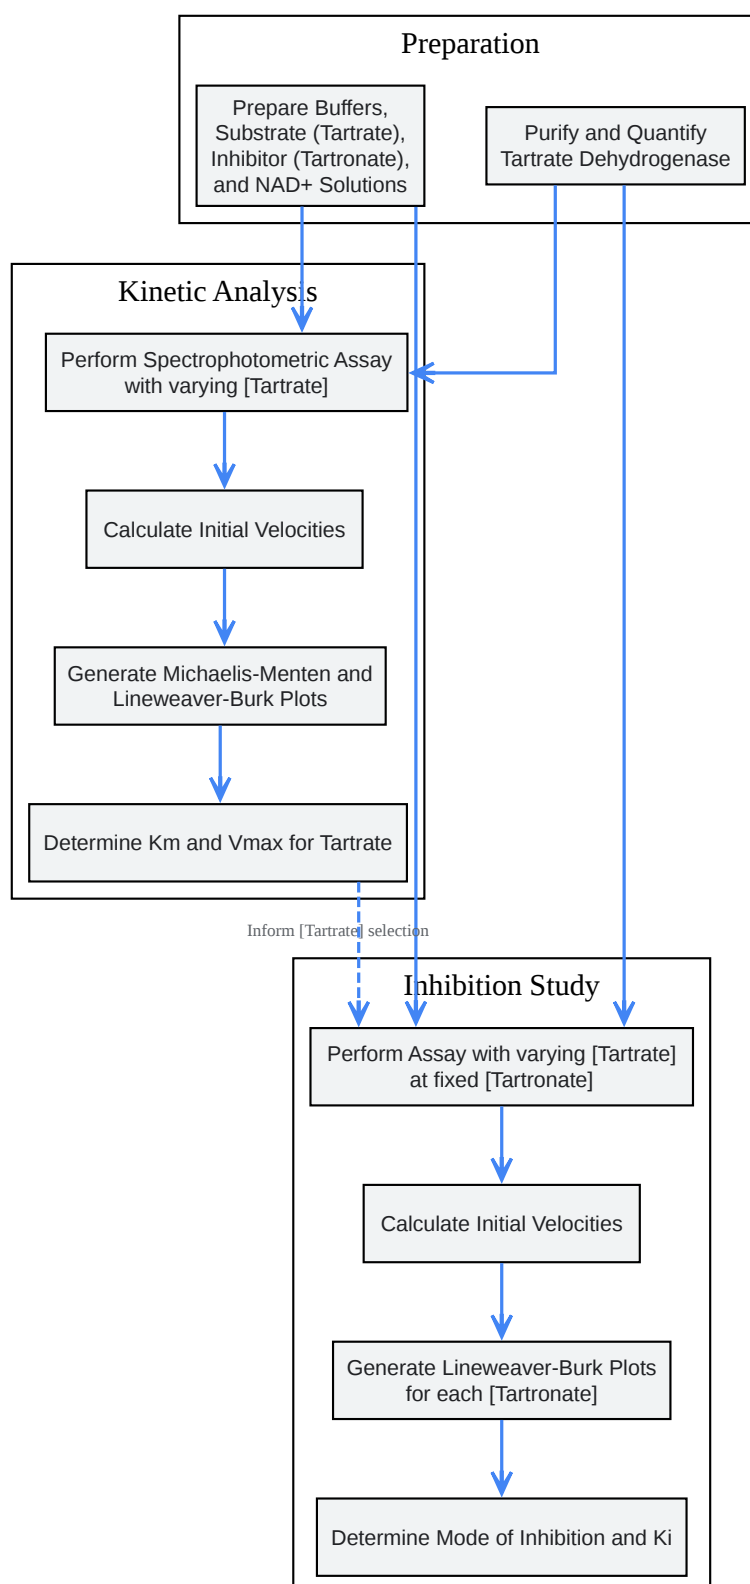 Preparation
Prepare Buffers,
Substrate (Tartrate),
Inhibitor (Tartronate),
and NAD+ Solutions
Purify and Quantify
Tartrate Dehydrogenase
Kinetic Analysis
Perform Spectrophotometric Assay
with varying [Tartrate]
Calculate Initial Velocities
Generate Michaelis-Menten and
Lineweaver-Burk Plots
Determine Km and Vmax for Tartrate
Inform [Tartrate] selection
Inhibition Study
Perform Assay with varying [Tartrate]
at fixed [Tartronate]
Calculate Initial Velocities
Generate Lineweaver-Burk Plots
for each [Tartronate]
Determine Mode of Inhibition and Ki